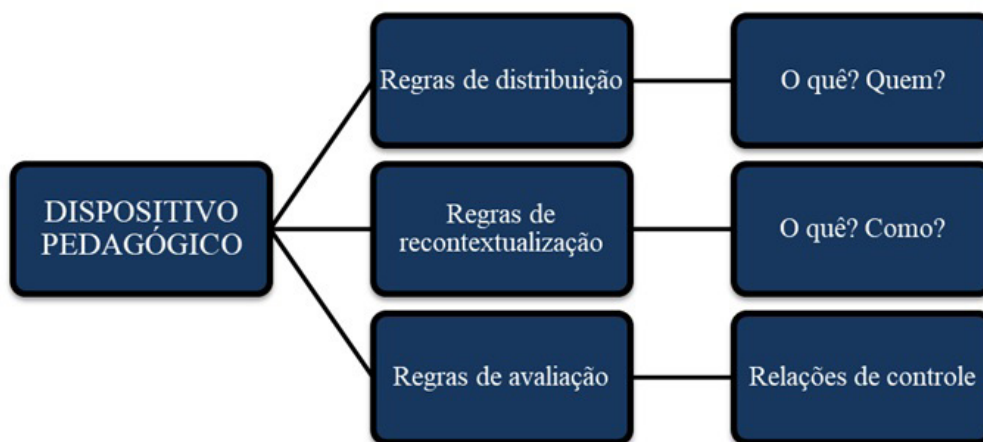 DISPOSITIVO
PEDAGÓGICO
Regras de distribuição
O quê? Quem?
Regras de
recontextualização
O quê? Como?
Regras de avaliação
Relações de controle